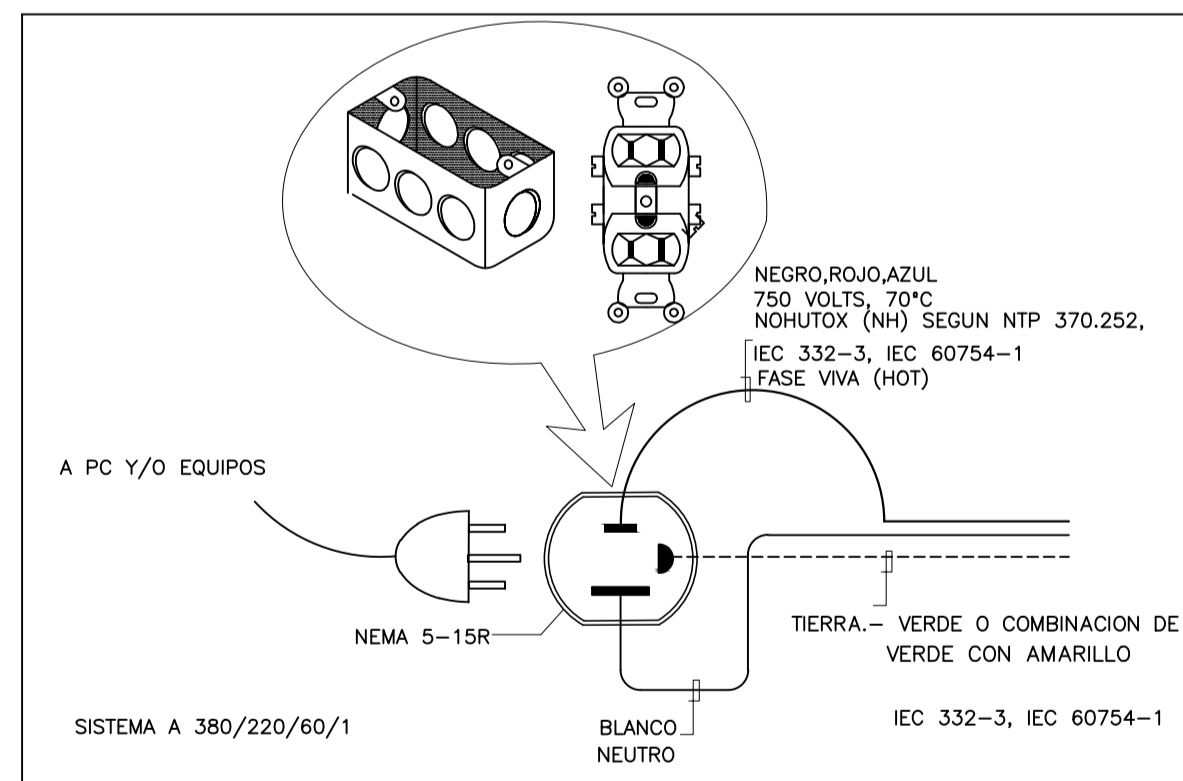 NEGRO,ROJO,AZUL
750 VOLTS, 70°C
NOHUTOX (NH) SEGUN NTP 370.252,
IEC 332-3, IEC 60754-1
FASE VIVA (HOT)
A PC Y/O EQUIPOS
NEMA 5-15R
TIERRA.- VERDE O COMBINACION DE
VERDE CON AMARILLO
SISTEMA A 380/220/60/1
BLANCO
NEUTRO
IEC 332-3, IEC 60754-1